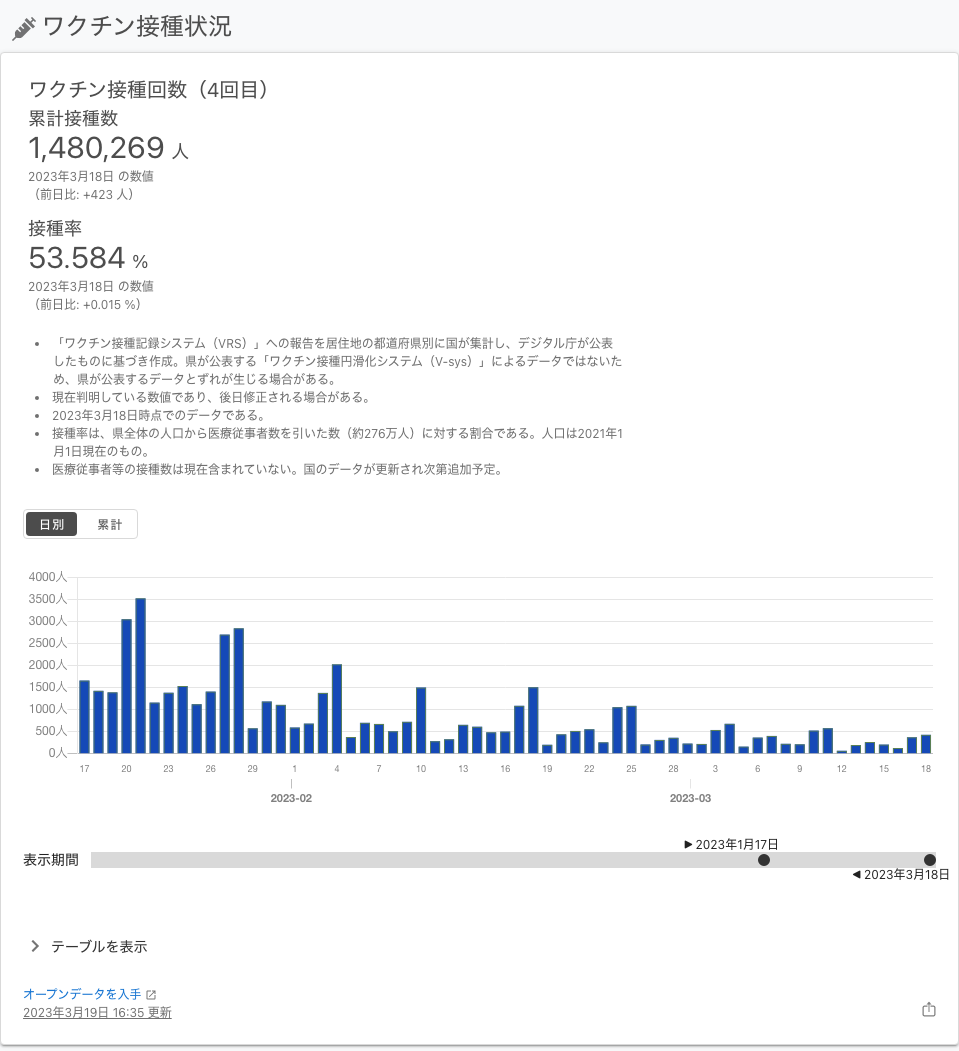 ワクチン接種状況
ワクチン接種回数（4回目）
累計接種数
1,480,269 人
2023年3月18日 の数値
（前日比: +423 人）
接種率
53.584 %
2023年3月18日 の数値
（前日比: +0.015 %）
• 「ワクチン接種記録システム（VRS）」への報告を居住地の都道府県別に国が集計し、デジタル庁が公表
したものに基づき作成。県が公表する「ワクチン接種円滑化システム（V-sys）」によるデータではないた
め、県が公表するデータとずれが生じる場合がある。
• 現在判明している数値であり、後日修正される場合がある。
• 2023年3月18日時点でのデータである。
• 接種率は、県全体の人口から医療従事者数を引いた数（約276万人）に対する割合である。人口は2021年1
月1日現在のもの。
• 医療従事者等の接種数は現在含まれていない。国のデータが更新され次第追加予定。
日別 累計
4000人
3500人
3000人
2500人
2000人
1500人
1000人
500人
0人
17 20 23 26 29 1 4 7 10 13 16 19 22 25 28 3 6 9 12 15 18
2023-02 2023-03
▶ 2023年1月17日
表示期間
◀ 2023年3月18日
テーブルを表示
オープンデータを入手
2023年3月19日 16:35 更新